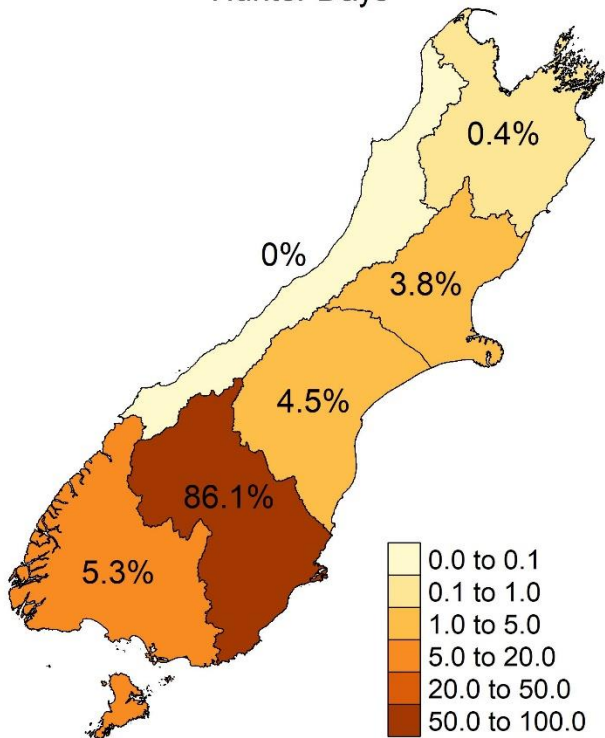 Hunter Days
0.4%
0%
3.8%
4.5%
86.1%
5.3%
0.0 to 0.1
0.1 to 1.0
1.0 to 5.0
5.0 to 20.0
20.0 to 50.0
50.0 to 100.0